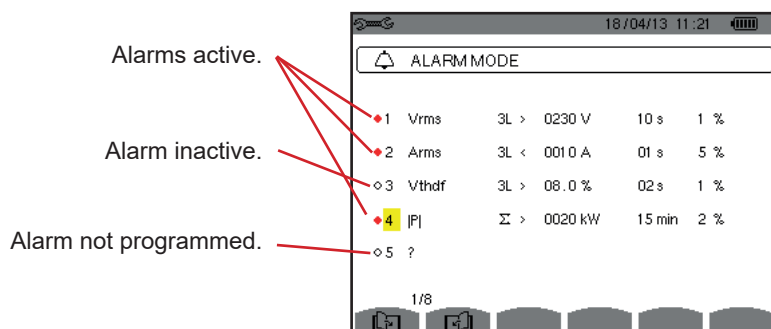 18/04/13 11:21
ALARM MODE
Alarms active.
1 Vrms 3L > 0230 V 10 s 1 %
2 Arms 3L < 0010 A 01 s 5 %
Alarm inactive.
3 Vthdf 3L > 08.0 % 02 s 1 %
4 |P| Σ > 0020 kW 15 min 2 %
Alarm not programmed.
5 ?
1/8